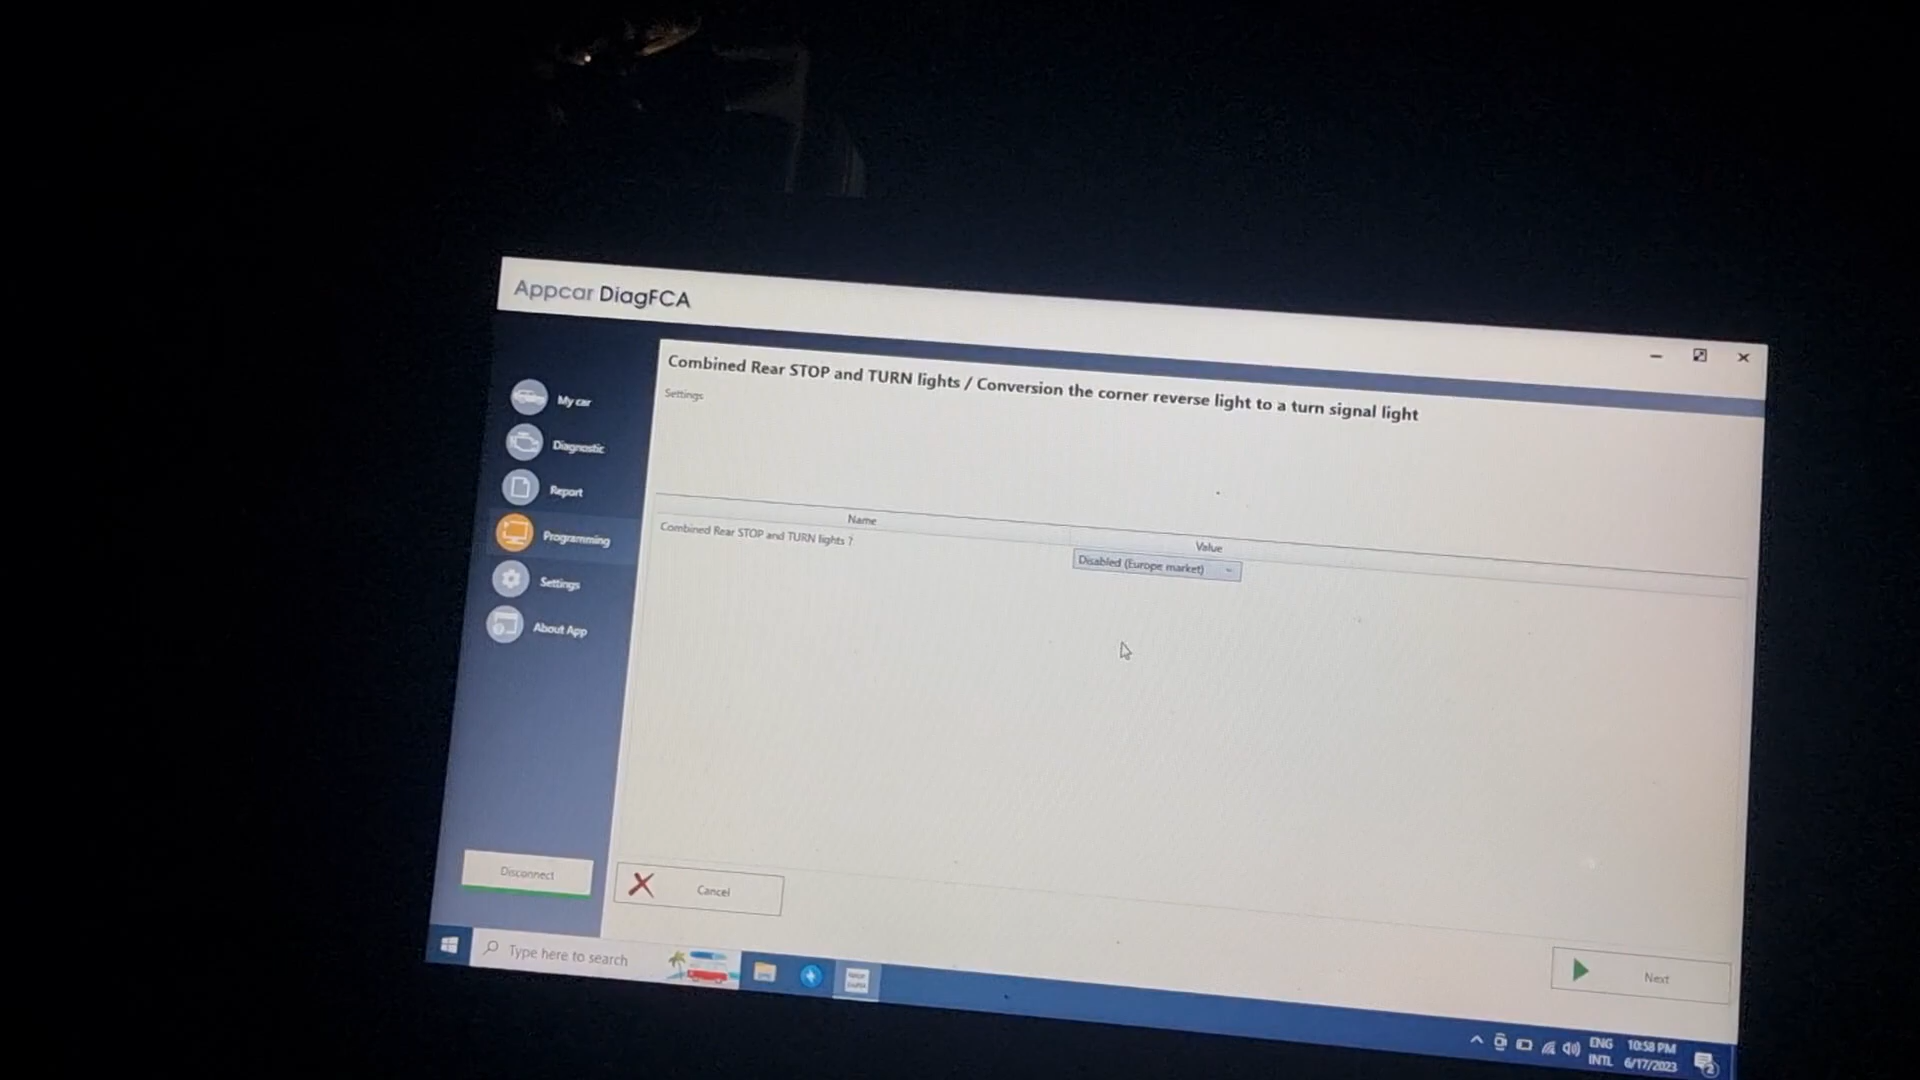 Appcar DiagFCA
Combined Rear STOP and TURN lights / Conversion the corner reverse light to a turn signal light
Settings
My car
Diagnostic
Report
Programming
Settings
About App
Name
Value
Combined Rear STOP and TURN lights ?
Disabled (Europe market)
Disconnect
Cancel
Next
Type here to search
ENG
INTL
10:58 PM
6/17/2023
2